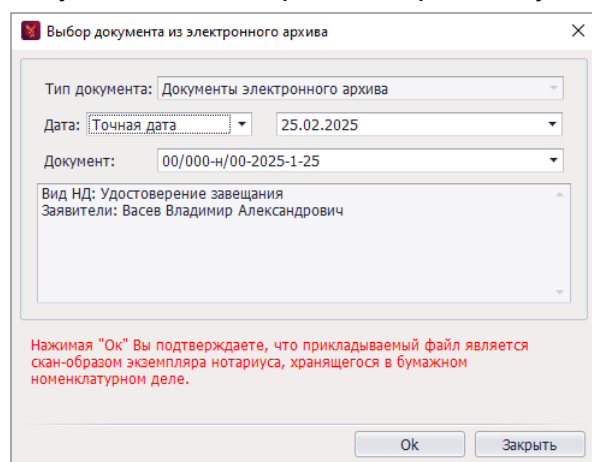 Выбор документа из электронного архива
Тип документа: Документы электронного архива
Дата: Точная дата 25.02.2025
Документ: 00/000-н/00-2025-1-25
Вид НД: Удостоверение завещания
Заявители: Васев Владимир Александрович
Нажимая "Ок" Вы подтверждаете, что прикладываемый файл является
скан-образом экземпляра нотариуса, хранящегося в бумажном
номенклатурном деле.
Ok Закрыть